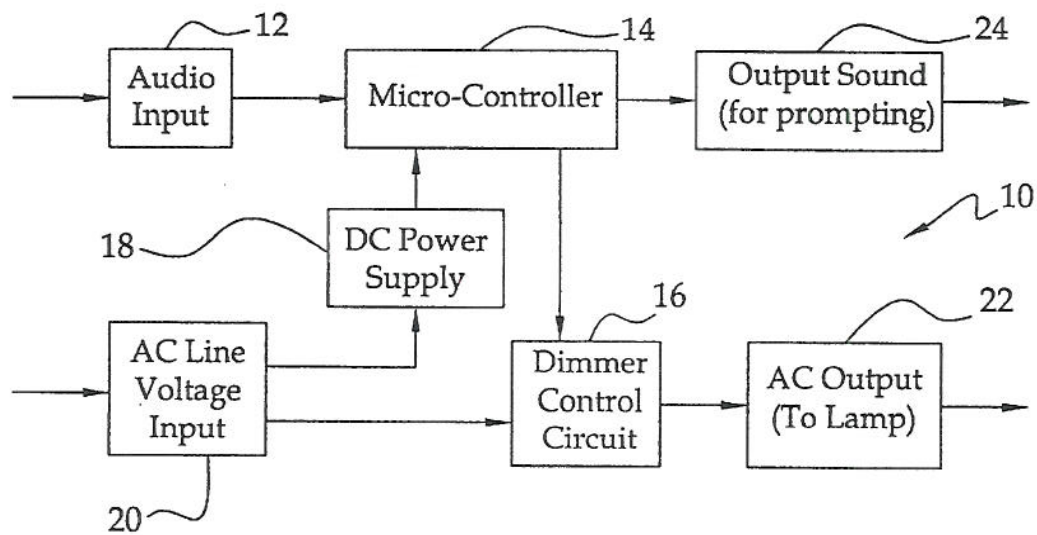 12
14
24
Audio
Input
Micro-Controller
Output Sound
(for prompting)
10
18
DC Power
Supply
16
22
AC Line
Voltage
Input
Dimmer
Control
Circuit
AC Output
(To Lamp)
20